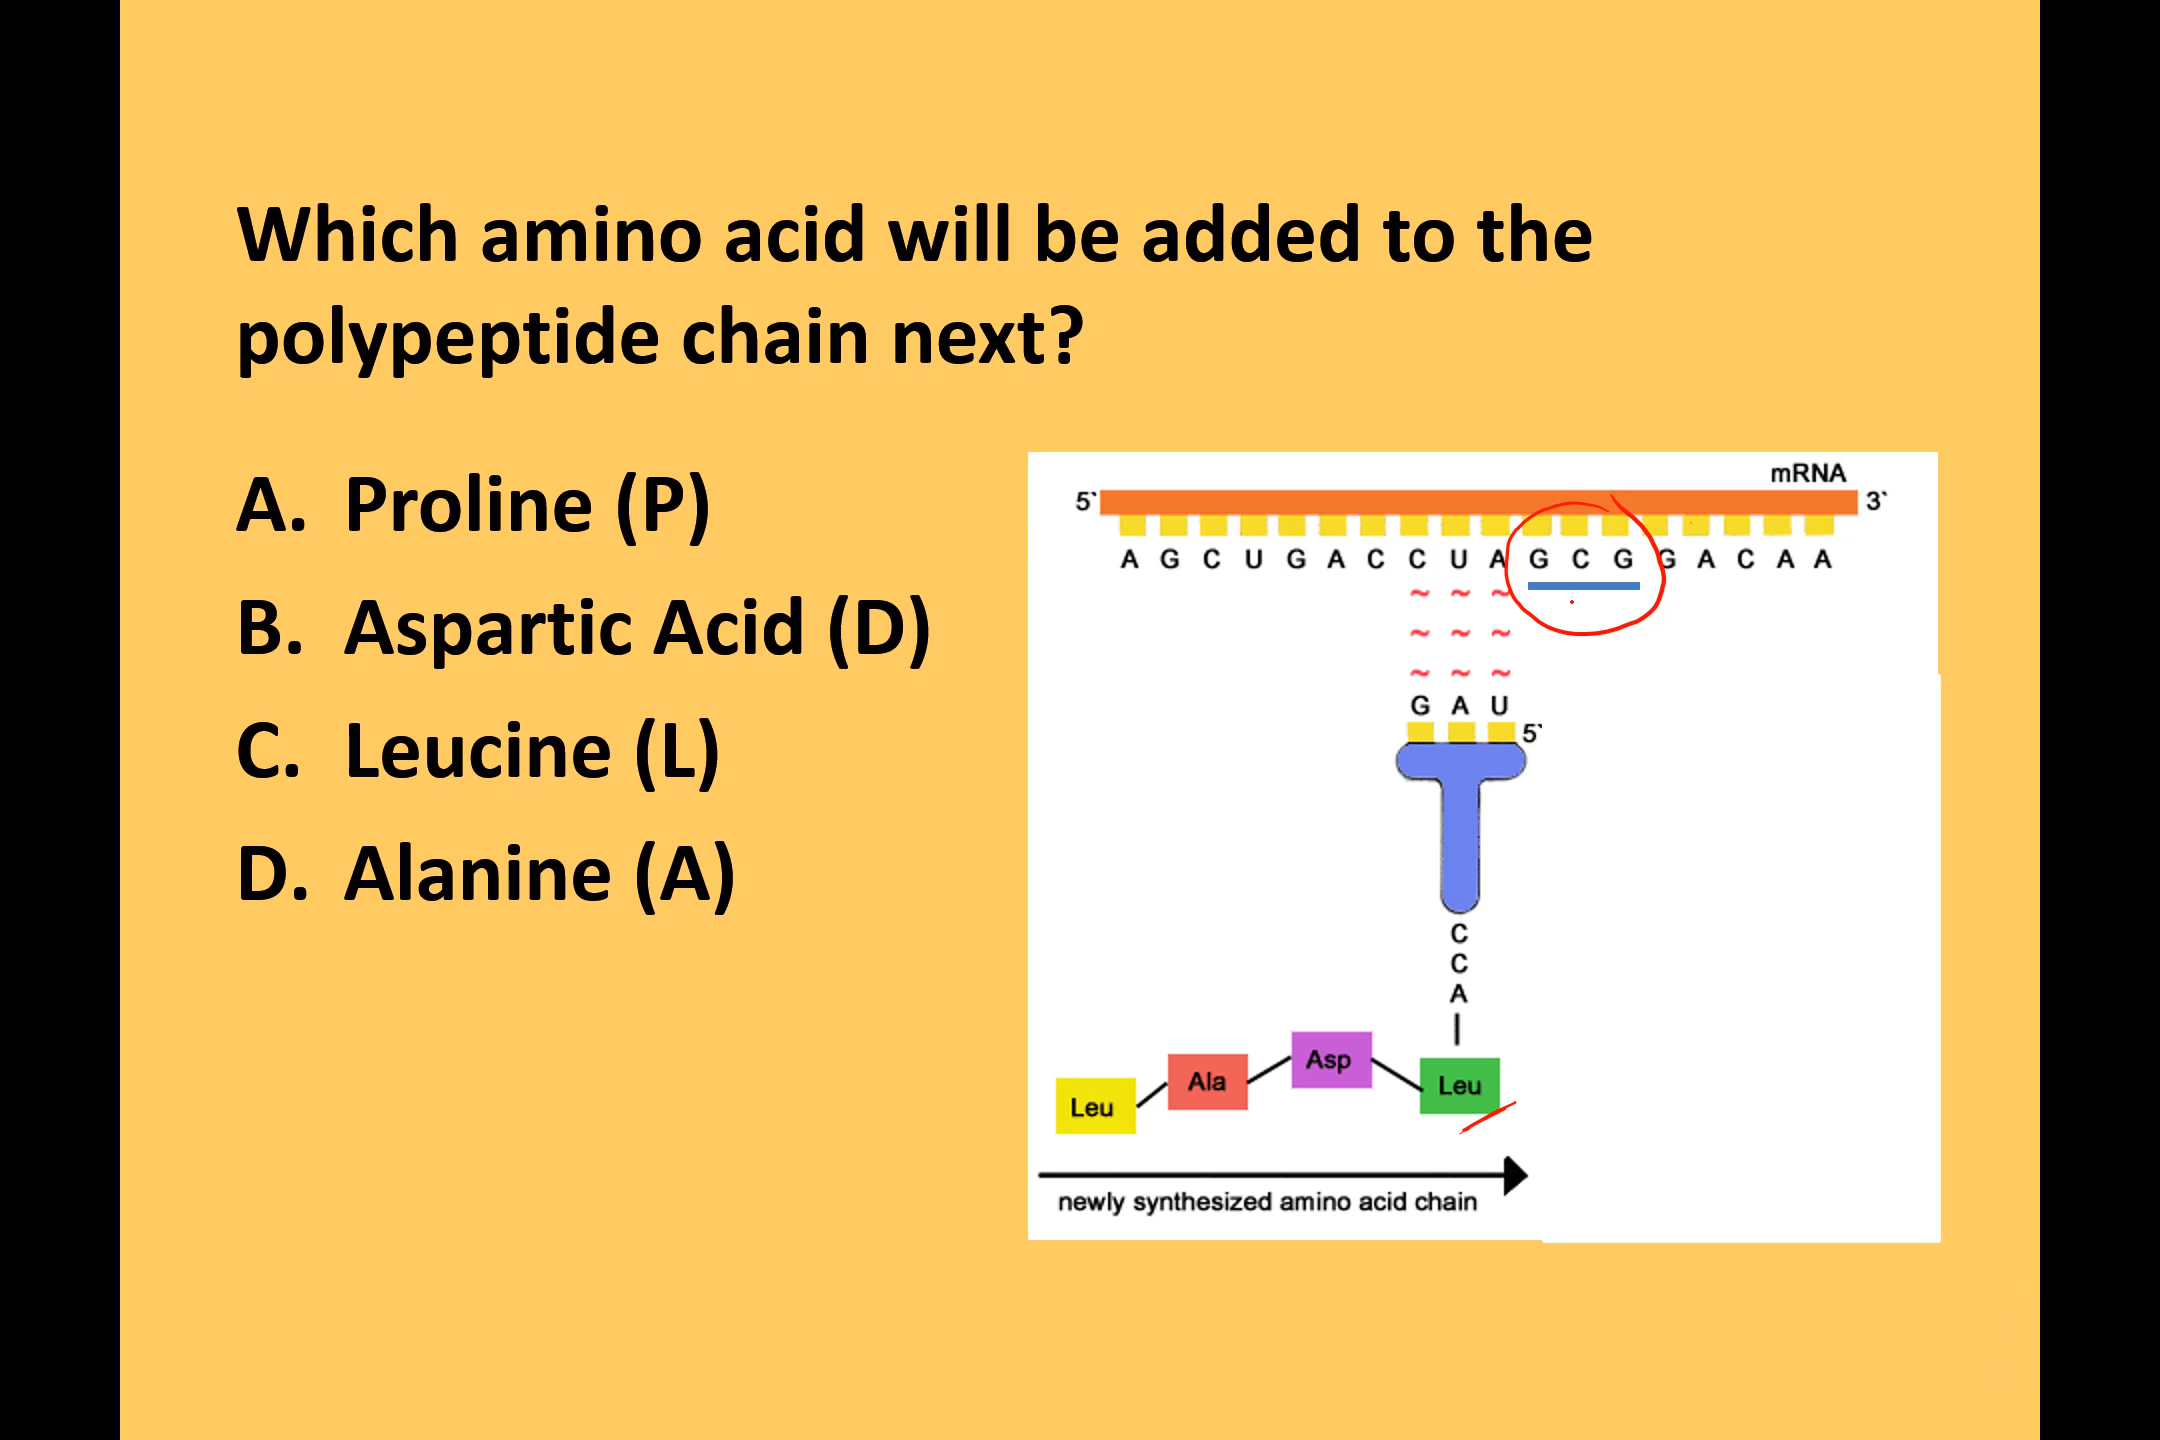 Which amino acid will be added to the
polypeptide chain next?
A. Proline (P)
B. Aspartic Acid (D)
C. Leucine (L)
D. Alanine (A)
mRNA
5` 3`
A G C U G A C C U A G C G G A C A A
~ ~ ~
~ ~ ~
~ ~ ~
G A U
5`
C
C
A
Leu Ala Asp Leu
newly synthesized amino acid chain